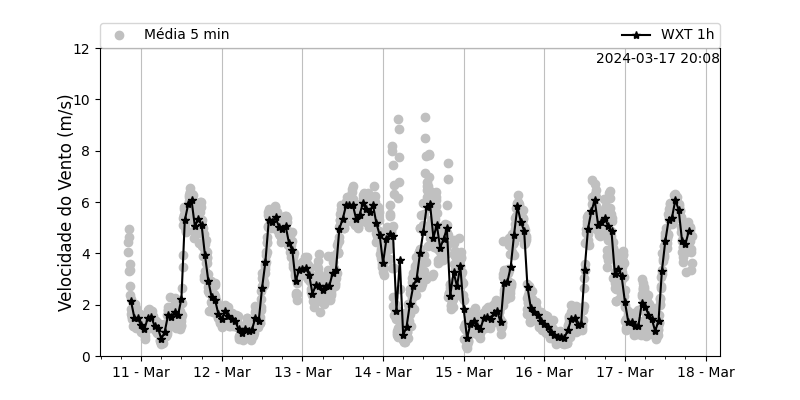 Média 5 min
WXT 1h
2024-03-17 20:08
Velocidade do Vento (m/s)
12
10
8
6
4
2
0
11 - Mar
12 - Mar
13 - Mar
14 - Mar
15 - Mar
16 - Mar
17 - Mar
18 - Mar